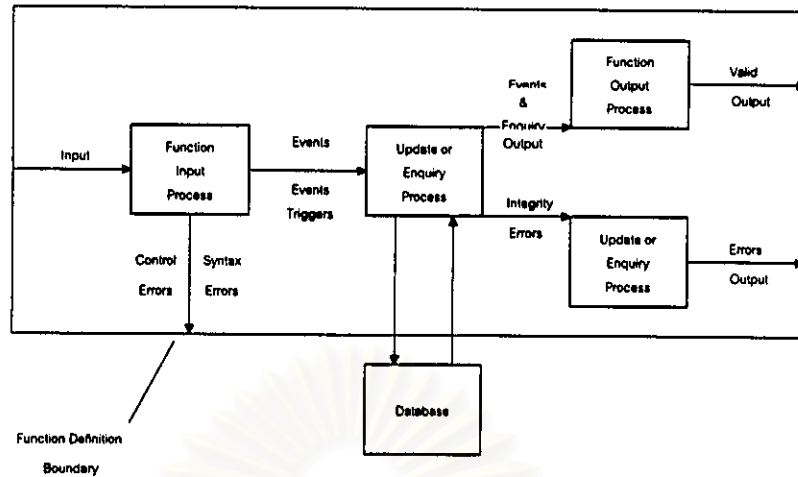 Function
Output
Process
Valid
Output
Events
&
Enquiry
Output
Input
Function
Input
Process
Events
Events
Triggers
Update or
Enquiry
Process
Integrity
Errors
Update or
Enquiry
Process
Errors
Output
Control
Errors
Syntax
Errors
Database
Function Definition
Boundary